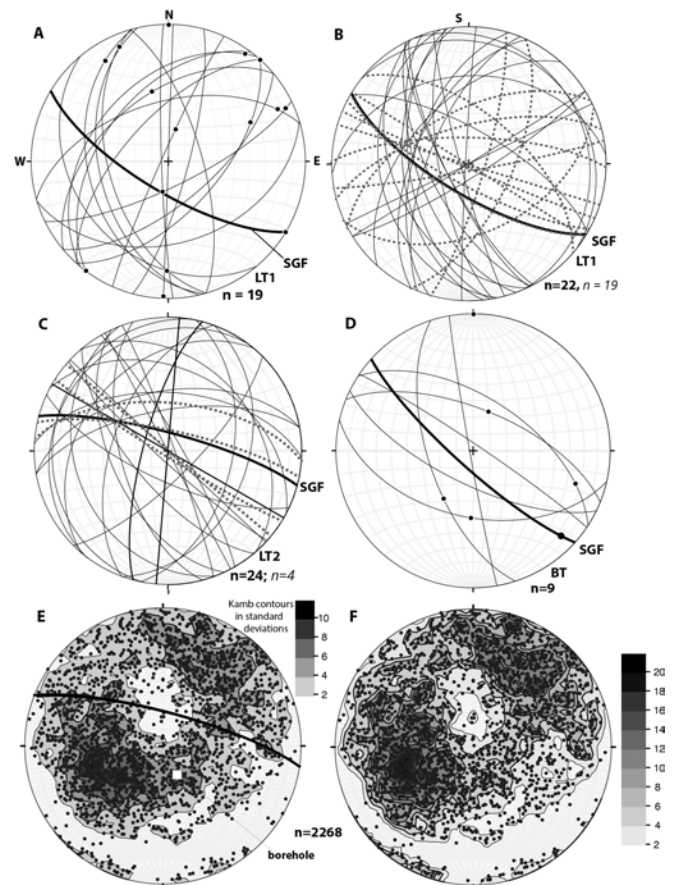 A
N
W
E
SGF
LT1
n = 19
B
S
SGF
LT1
n=22, n = 19
C
SGF
LT2
n=24; n=4
D
SGF
BT
n=9
E
Kamb contours
in standard
deviations
10
8
6
4
2
n=2268
borehole
F
20
18
16
14
12
10
8
6
4
2